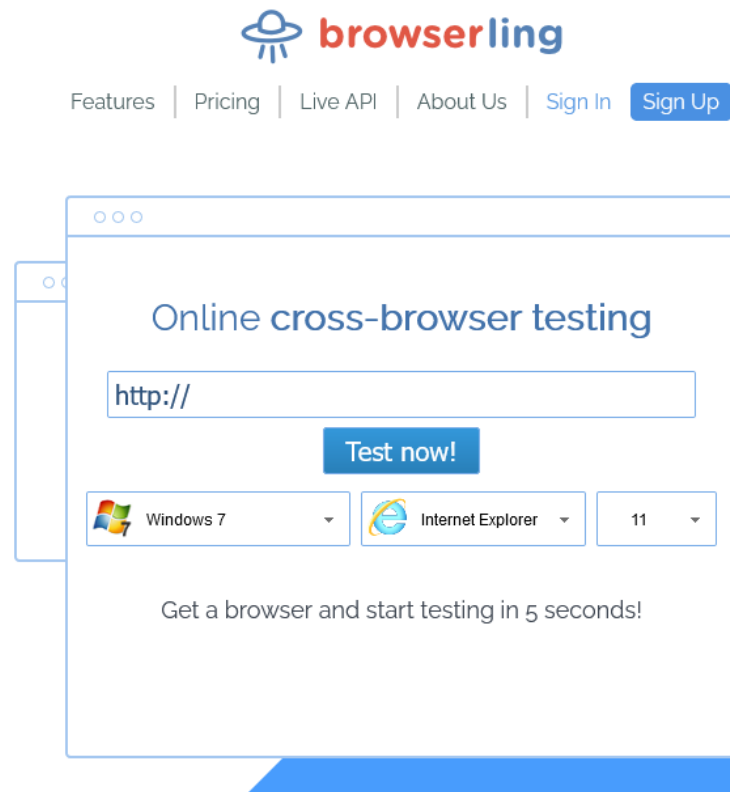 browserling
Features Pricing Live API About Us Sign In Sign Up
Online cross-browser testing
http://
Test now!
Windows 7 Internet Explorer 11
Get a browser and start testing in 5 seconds!